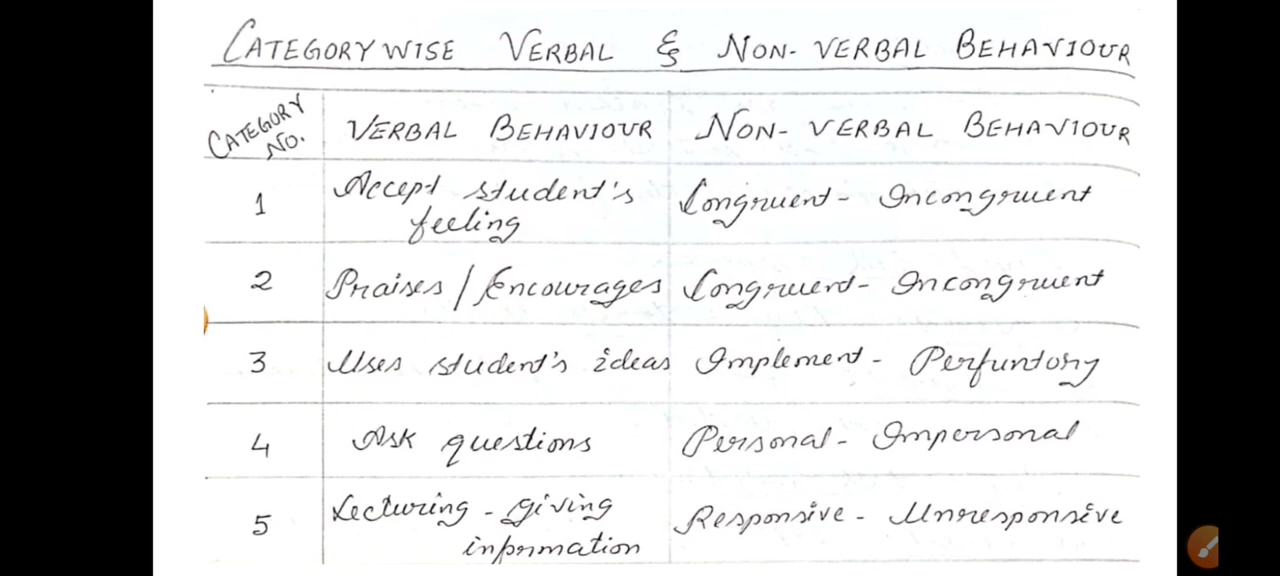 CATEGORYWISE VERBAL & NON-VERBAL BEHAVIOUR
CATEGORY NO. VERBAL BEHAVIOUR NON-VERBAL BEHAVIOUR
1 Accept student's feeling Congruent - Incongruent
2 Praises / Encourages Congruent - Incongruent
3 Uses student's ideas Implement - Perfuntory
4 Ask questions Personal - Impersonal
5 Lecturing - giving information Responsive - Unresponsive